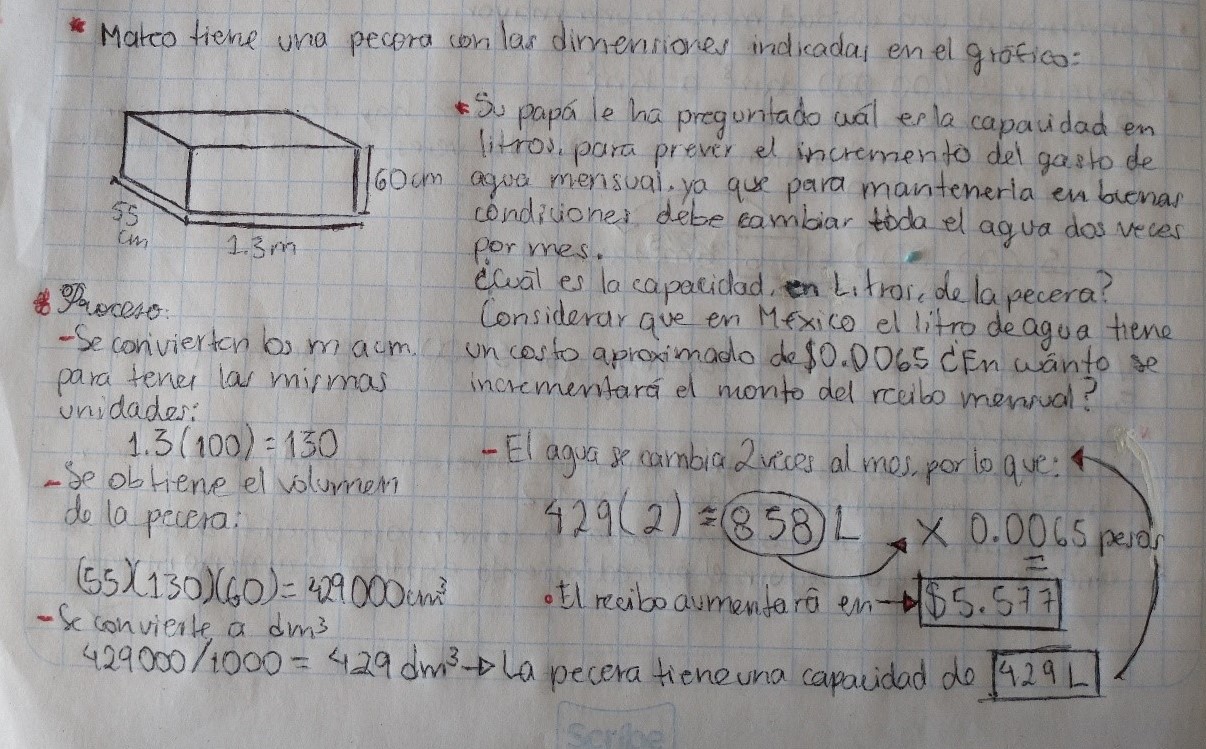 * Marco tiene una pecera con las dimensiones indicadas en el gráfico:
60 cm
55
cm
1.3 m
* Su papá le ha preguntado cuál es la capacidad en
litros, para prever el incremento del gasto de
agua mensual, ya que para mantenerla en buenas
condiciones debe cambiar toda el agua dos veces
por mes.
¿Cuál es la capacidad, en Litros, de la pecera?
Considerar que en México el litro de agua tiene
un costo aproximado de $0.0065 ¿En cuánto se
incrementará el monto del recibo mensual?
* Proceso:
- Se convierten los m a cm.
para tener las mismas
unidades:
1.3(100) = 130
- Se obtiene el volumen
de la pecera:
(55)(130)(60) = 429000 cm³
- Se convierte a dm³
429000/1000 = 429 dm³ → La pecera tiene una capacidad de 429 L
- El agua se cambia 2 veces al mes, por lo que:
429(2) = 858 L × 0.0065 pesos
=
• El recibo aumentará en → $5.577
Scribe